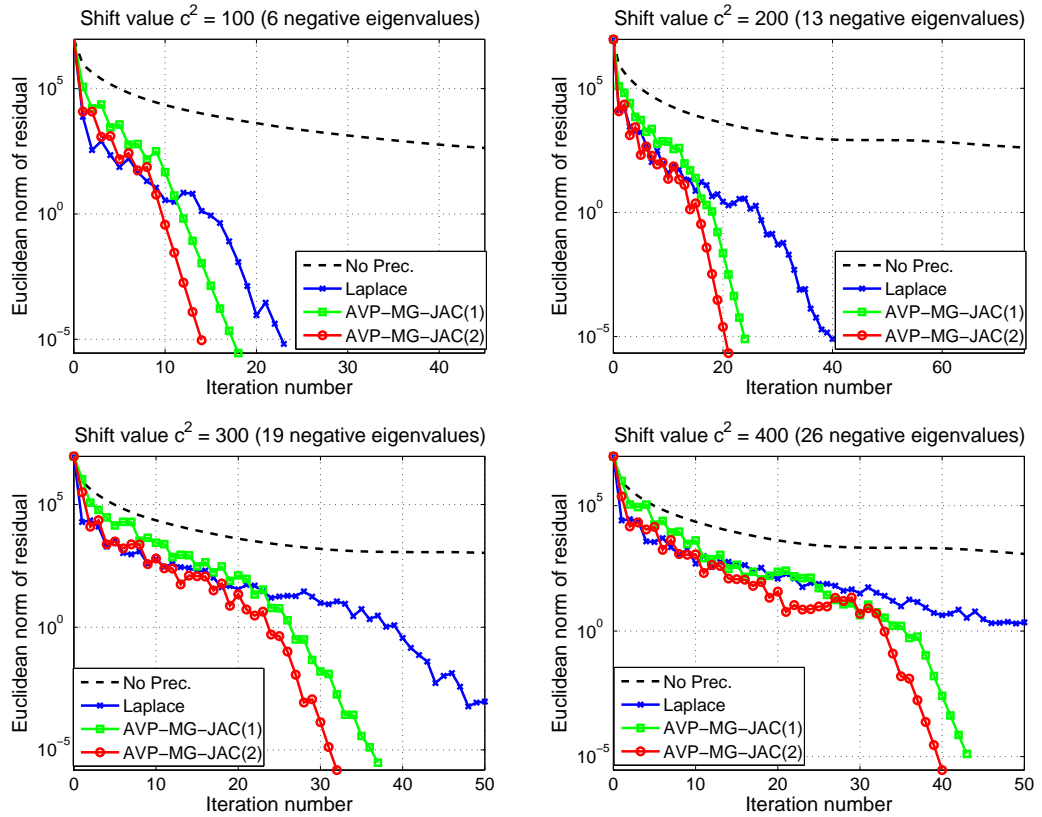 Shift value c² = 100 (6 negative eigenvalues)
Euclidean norm of residual
10⁵
10⁰
10⁻⁵
0 10 20 30 40
Iteration number
No Prec.
Laplace
AVP−MG−JAC(1)
AVP−MG−JAC(2)
Shift value c² = 200 (13 negative eigenvalues)
Euclidean norm of residual
10⁵
10⁰
10⁻⁵
0 20 40 60
Iteration number
No Prec.
Laplace
AVP−MG−JAC(1)
AVP−MG−JAC(2)
Shift value c² = 300 (19 negative eigenvalues)
Euclidean norm of residual
10⁵
10⁰
10⁻⁵
0 10 20 30 40 50
Iteration number
No Prec.
Laplace
AVP−MG−JAC(1)
AVP−MG−JAC(2)
Shift value c² = 400 (26 negative eigenvalues)
Euclidean norm of residual
10⁵
10⁰
10⁻⁵
0 10 20 30 40 50
Iteration number
No Prec.
Laplace
AVP−MG−JAC(1)
AVP−MG−JAC(2)